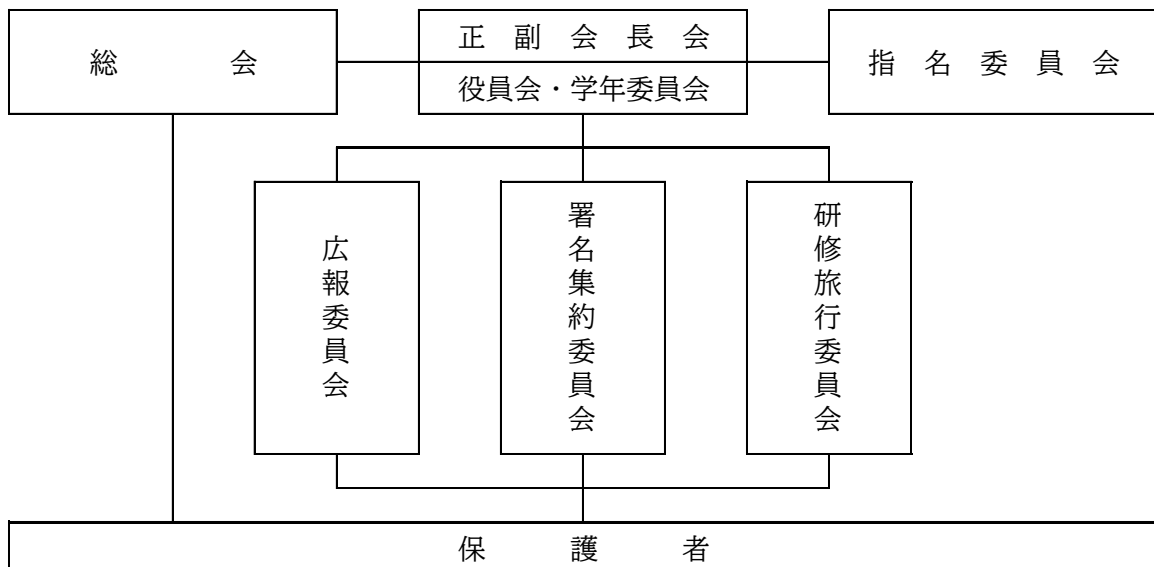 総会
正副会長会
役員会・学年委員会
指名委員会
広報委員会
署名集約委員会
研修旅行委員会
保護者